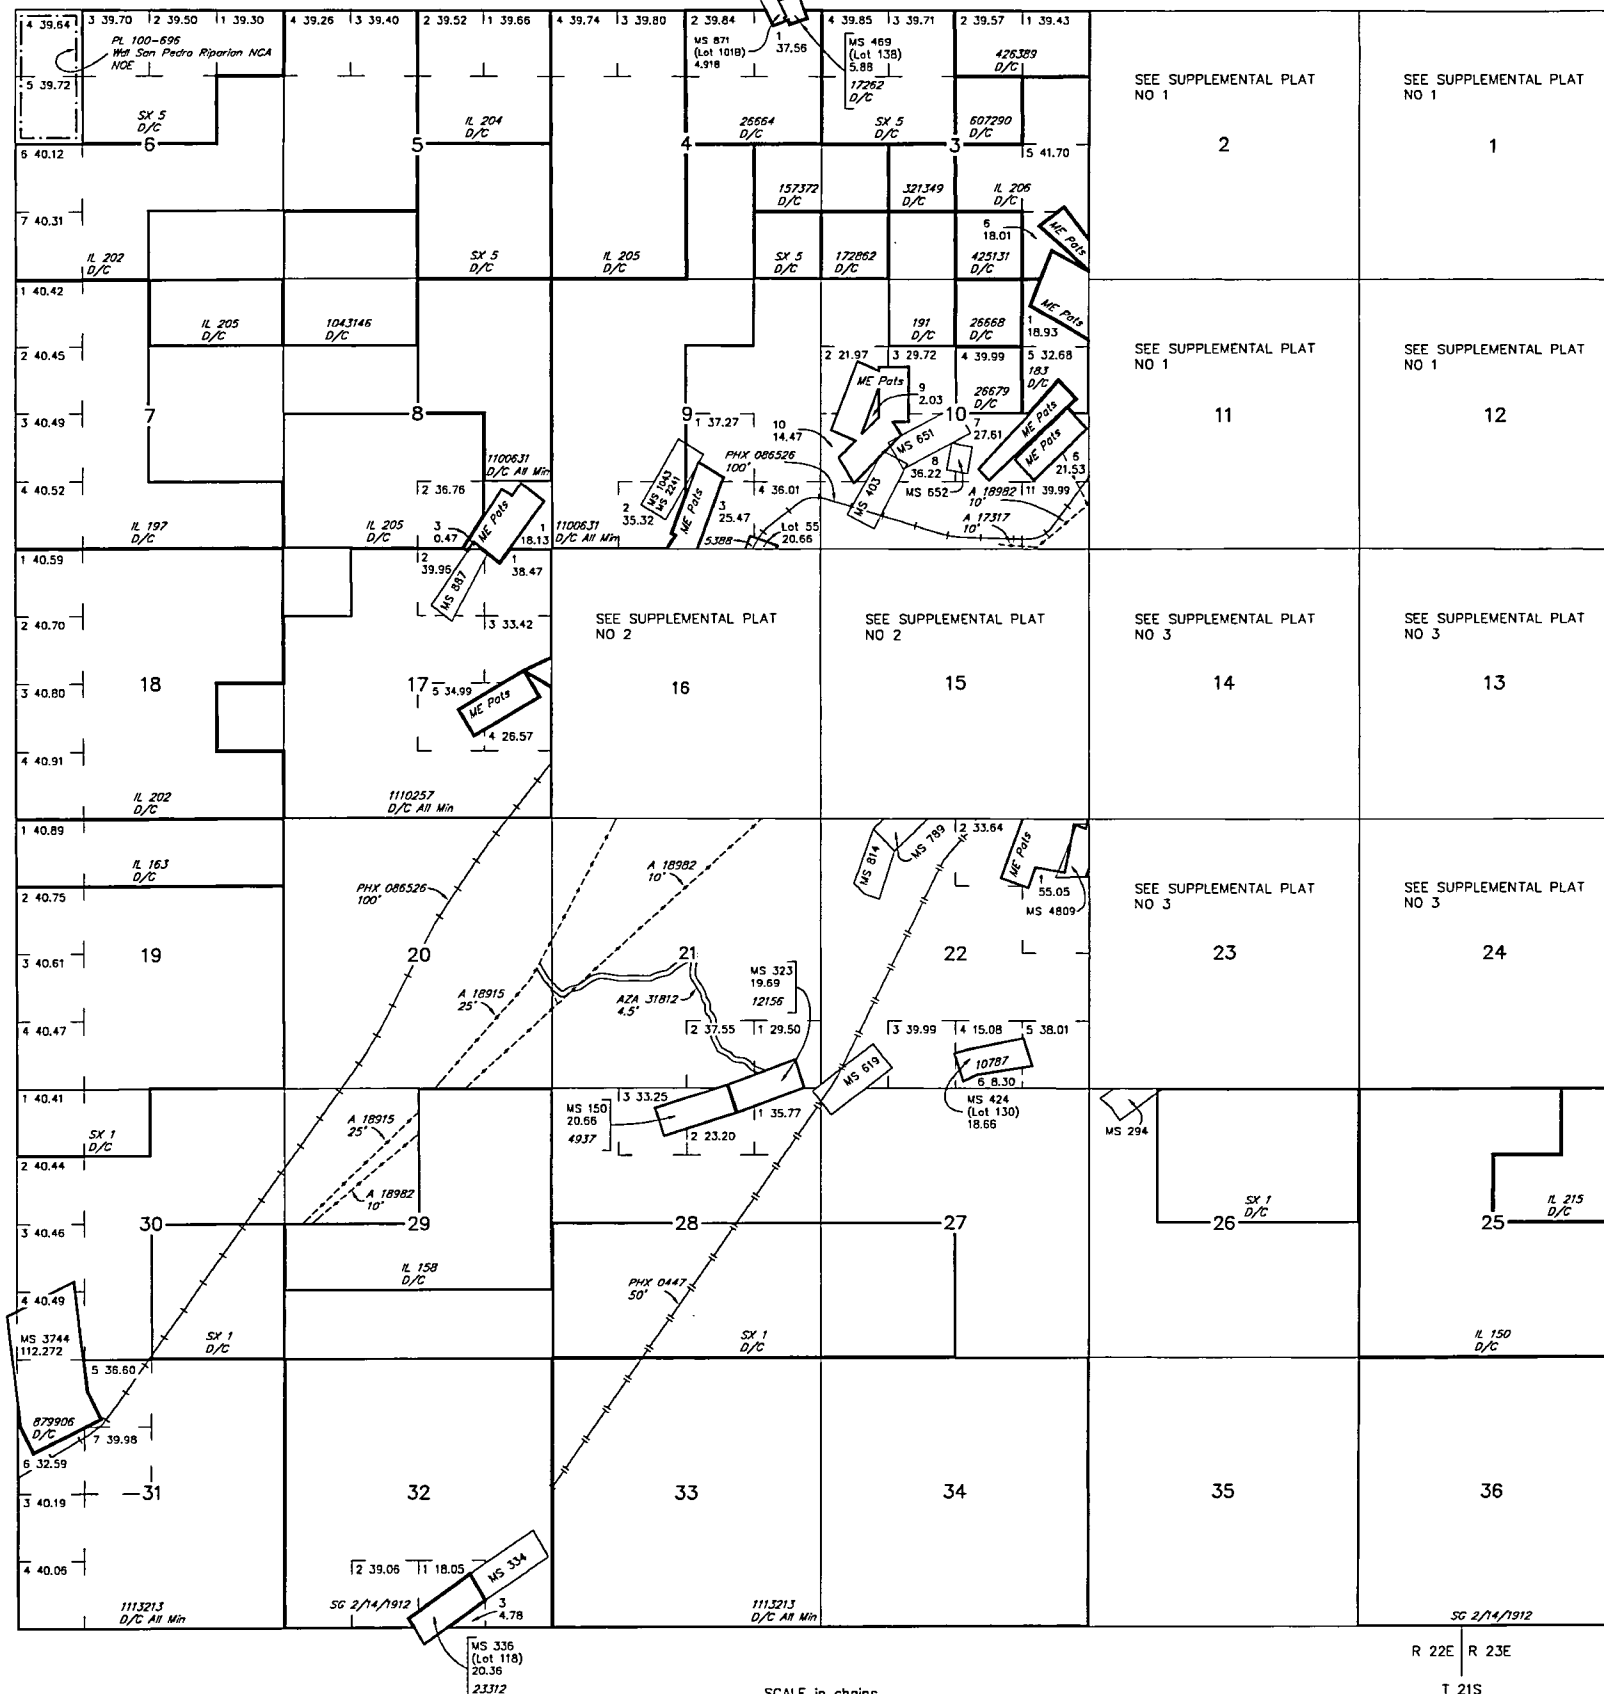 4 39.64
3 39.70
2 39.50
1 39.30
4 39.26
3 39.40
2 39.52
1 39.66
4 39.74
3 39.80
2 39.84
4 39.85
3 39.71
2 39.57
1 39.43
PL 100-696
Wdl San Pedro Riparian NCA
NOE
MS 871
(Lot 101B)
4.918
1
37.56
MS 469
(Lot 138)
5.88
17262
D/C
426389
D/C
SEE SUPPLEMENTAL PLAT
NO 1
SEE SUPPLEMENTAL PLAT
NO 1
5 39.72
SX 5
D/C
IL 204
D/C
26664
D/C
SX 5
D/C
607290
D/C
6
5
4
3
2
1
6 40.12
5 41.70
157372
D/C
321349
D/C
IL 206
D/C
7 40.31
6
18.01
ME Pats
IL 202
D/C
SX 5
D/C
IL 205
D/C
SX 5
D/C
172862
D/C
425131
D/C
1 40.42
ME Pats
IL 205
D/C
1043146
D/C
191
D/C
26668
D/C
1
18.93
2 40.45
2 21.97
3 29.72
4 39.99
5 32.68
183
D/C
SEE SUPPLEMENTAL PLAT
NO 1
SEE SUPPLEMENTAL PLAT
NO 1
ME Pats
9
2.03
26679
D/C
ME Pats
3 40.49
7
8
9
1 37.27
10
11
12
10
14.47
MS 651
7
27.61
ME Pats
PHX 086526
100'
8
36.22
6
21.53
1100631
D/C All Min
MS 1043
MS 2241
MS 403
MS 652
A 18982
10'
11 39.99
4 40.52
2 36.76
4 36.01
ME Pats
2
35.32
3
25.47
A 17317
10'
IL 197
D/C
IL 205
D/C
3
0.47
ME Pats
1
18.13
1100631
D/C All Min
5388
Lot 55
20.66
1 40.59
2
39.96
1
38.47
MS 887
2 40.70
3 33.42
SEE SUPPLEMENTAL PLAT
NO 2
SEE SUPPLEMENTAL PLAT
NO 2
SEE SUPPLEMENTAL PLAT
NO 3
SEE SUPPLEMENTAL PLAT
NO 3
3 40.80
18
17
5 34.99
ME Pats
16
15
14
13
4 26.57
4 40.91
IL 202
D/C
1110257
D/C All Min
1 40.89
MS 814
MS 789
2 33.64
ME Pats
IL 163
D/C
A 18982
10'
2 40.75
PHX 086526
100'
55.05
MS 4809
SEE SUPPLEMENTAL PLAT
NO 3
SEE SUPPLEMENTAL PLAT
NO 3
3 40.61
19
20
21
22
23
24
MS 323
19.69
12156
A 18915
25'
AZA 31812
4.5'
4 40.47
2 37.55
1 29.50
3 39.99
4 15.08
5 38.01
MS 619
10787
6 8.30
1 40.41
MS 150
20.66
4937
3 33.25
1 35.77
2 23.20
MS 424
(Lot 130)
18.66
MS 294
A 18915
25'
SX 1
D/C
2 40.44
A 18982
10'
SX 1
D/C
IL 215
D/C
3 40.46
30
29
28
27
26
25
IL 158
D/C
PHX 0447
50'
4 40.49
MS 3744
112.272
SX 1
D/C
SX 1
D/C
IL 150
D/C
5 36.60
879906
D/C
7 39.98
6 32.59
3 40.19
31
32
33
34
35
36
4 40.06
2 39.06
1 18.05
MS 334
1113213
D/C All Min
SG 2/14/1912
3
4.78
1113213
D/C All Min
SG 2/14/1912
MS 336
(Lot 118)
20.36
23312
R 22E
R 23E
SCALE in chains
T 21S